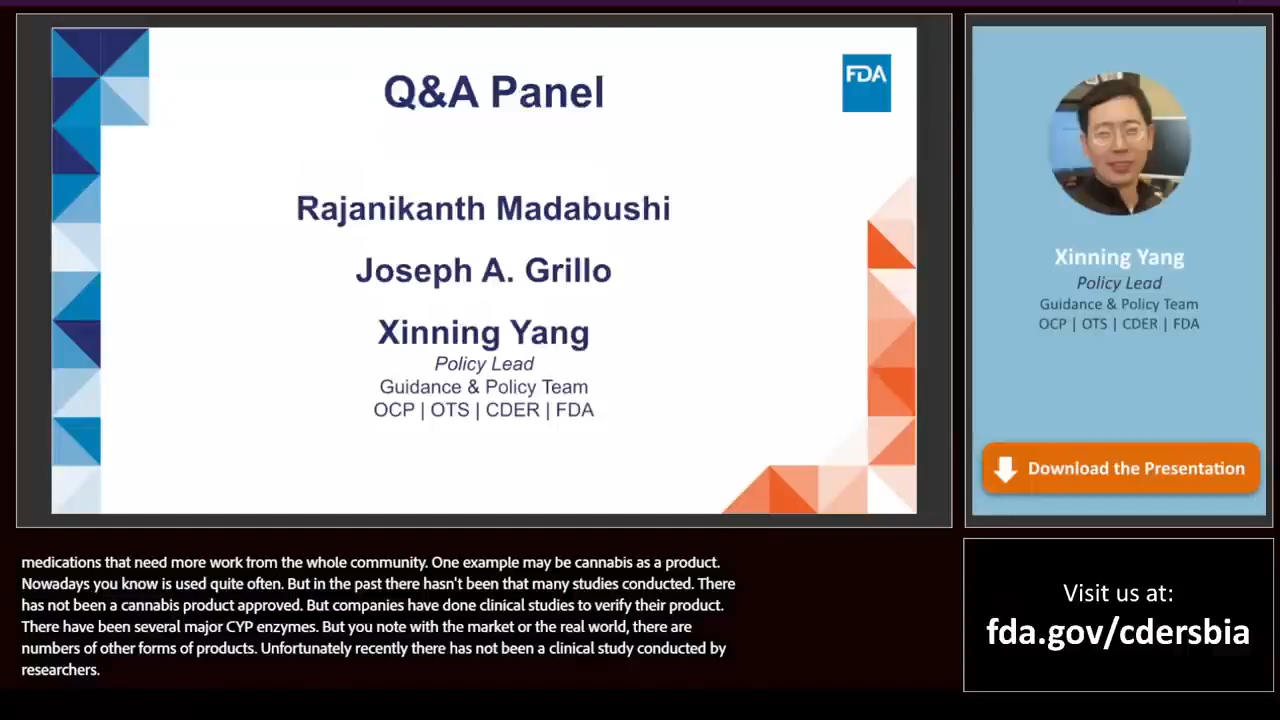 Q&A Panel
FDA
Rajanikanth Madabushi
Joseph A. Grillo
Xinning Yang
Policy Lead
Guidance & Policy Team
OCP | OTS | CDER | FDA
Xinning Yang
Policy Lead
Guidance & Policy Team
OCP | OTS | CDER | FDA
Download the Presentation
medications that need more work from the whole community. One example may be cannabis as a product.
Nowadays you know is used quite often. But in the past there hasn't been that many studies conducted. There
has not been a cannabis product approved. But companies have done clinical studies to verify their product.
There have been several major CYP enzymes. But you note with the market or the real world, there are
numbers of other forms of products. Unfortunately recently there has not been a clinical study conducted by
researchers.
Visit us at:
fda.gov/cdersbia